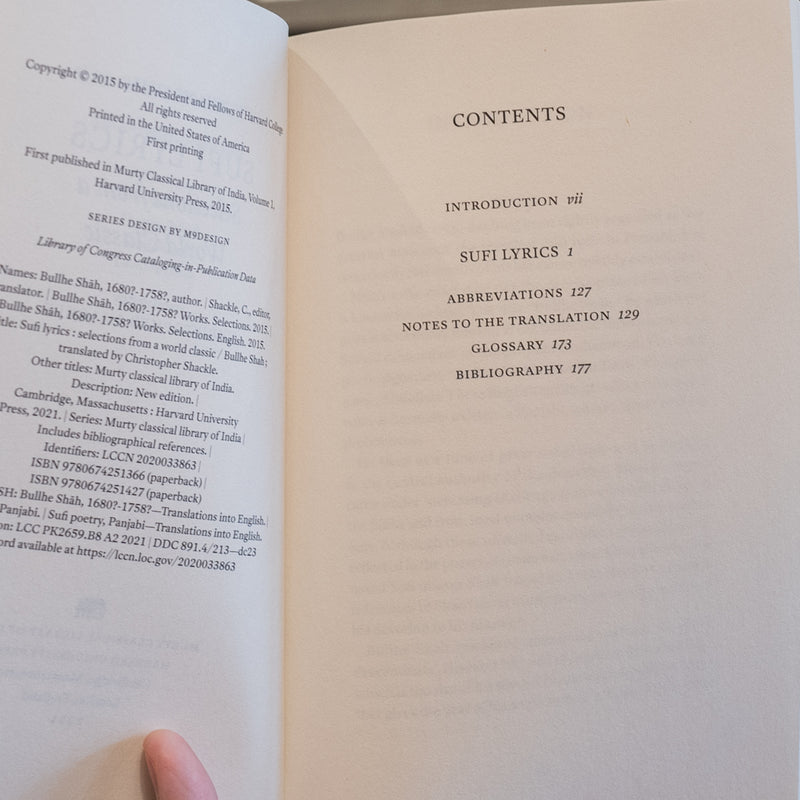 Copyright © 2015 by the President and Fellows of Harvard College
All rights reserved
Printed in the United States of America
First printing
First published in Murty Classical Library of India, Volume 1,
Harvard University Press, 2015.
SERIES DESIGN BY M9DESIGN
Library of Congress Cataloging-in-Publication Data
Names: Bullhe Shāh, 1680?-1758?, author. | Shackle, C., editor,
Bullhe Shāh, 1680?-1758? Works. Selections. 2015. |
Bullhe Shāh, 1680?-1758? Works. Selections. English. 2015.
Sufi lyrics : selections from a world classic / Bullhe Shah ;
translated by Christopher Shackle.
Other titles: Murty classical library of India.
Description: New edition. |
Cambridge, Massachusetts : Harvard University
Press, 2021. | Series: Murty classical library of India |
Includes bibliographical references. |
Identifiers: LCCN 2020033863 |
ISBN 9780674251366 (paperback) |
ISBN 9780674251427 (paperback)
Bullhe Shāh, 1680?-1758?—Translations into English. |
Panjabi. | Sufi poetry, Panjabi—Translations into English.
LCC PK2659.B8 A2 2021 | DDC 891.4/213—dc23
available at https://lccn.loc.gov/2020033863
CONTENTS
INTRODUCTION vii
SUFI LYRICS 1
ABBREVIATIONS 127
NOTES TO THE TRANSLATION 129
GLOSSARY 173
BIBLIOGRAPHY 177